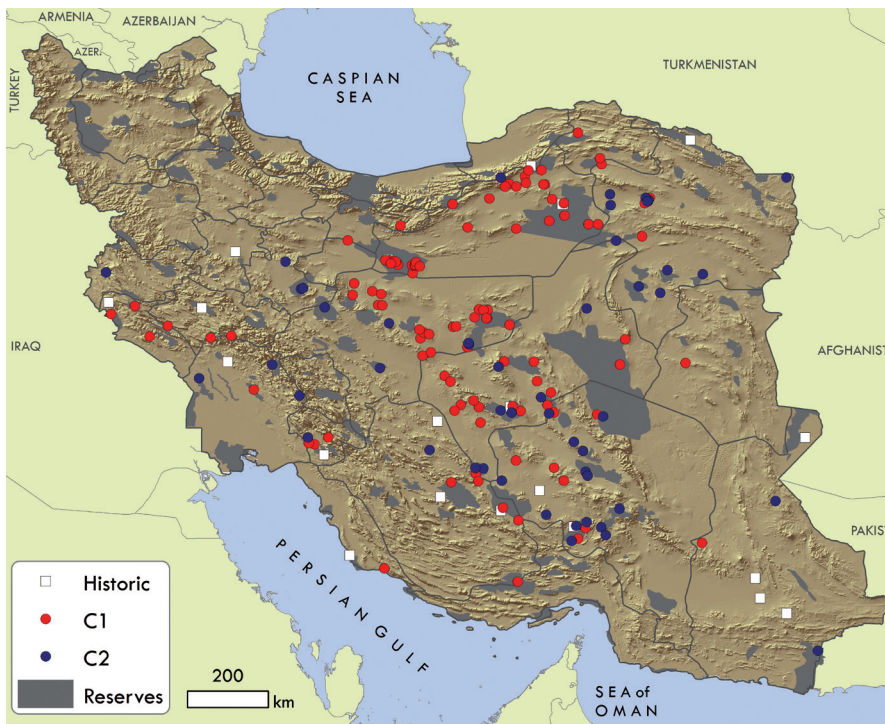 ARMENIA
AZERBAIJAN
AZER.
TURKEY
CASPIAN
SEA
TURKMENISTAN
IRAQ
AFGHANIST
PAKIS
PERSIAN GULF
SEA of
OMAN
Historic
C1
C2
Reserves
200
km